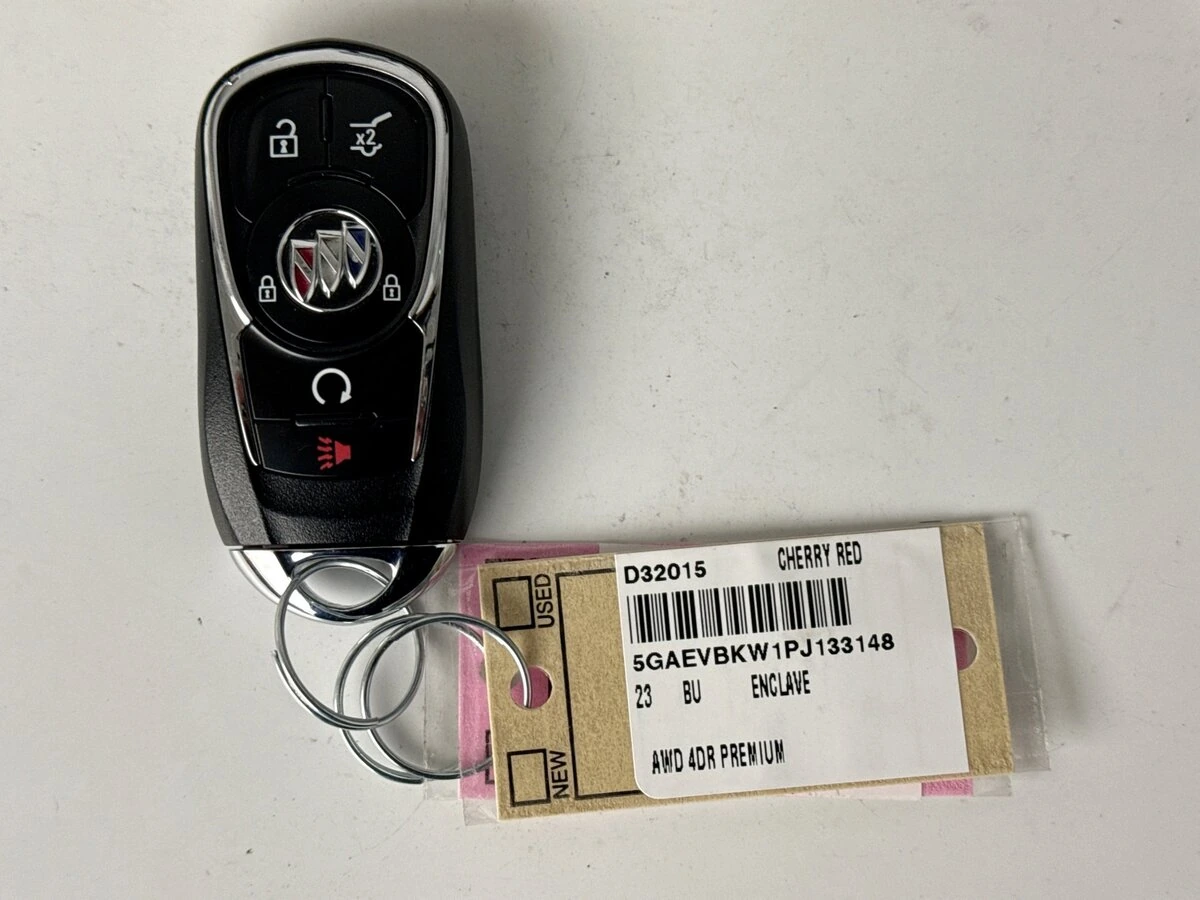 x2
D32015 CHERRY RED
5GAEVBKW1PJ133148
23 BU ENCLAVE
AWD 4DR PREMIUM
USED
NEW